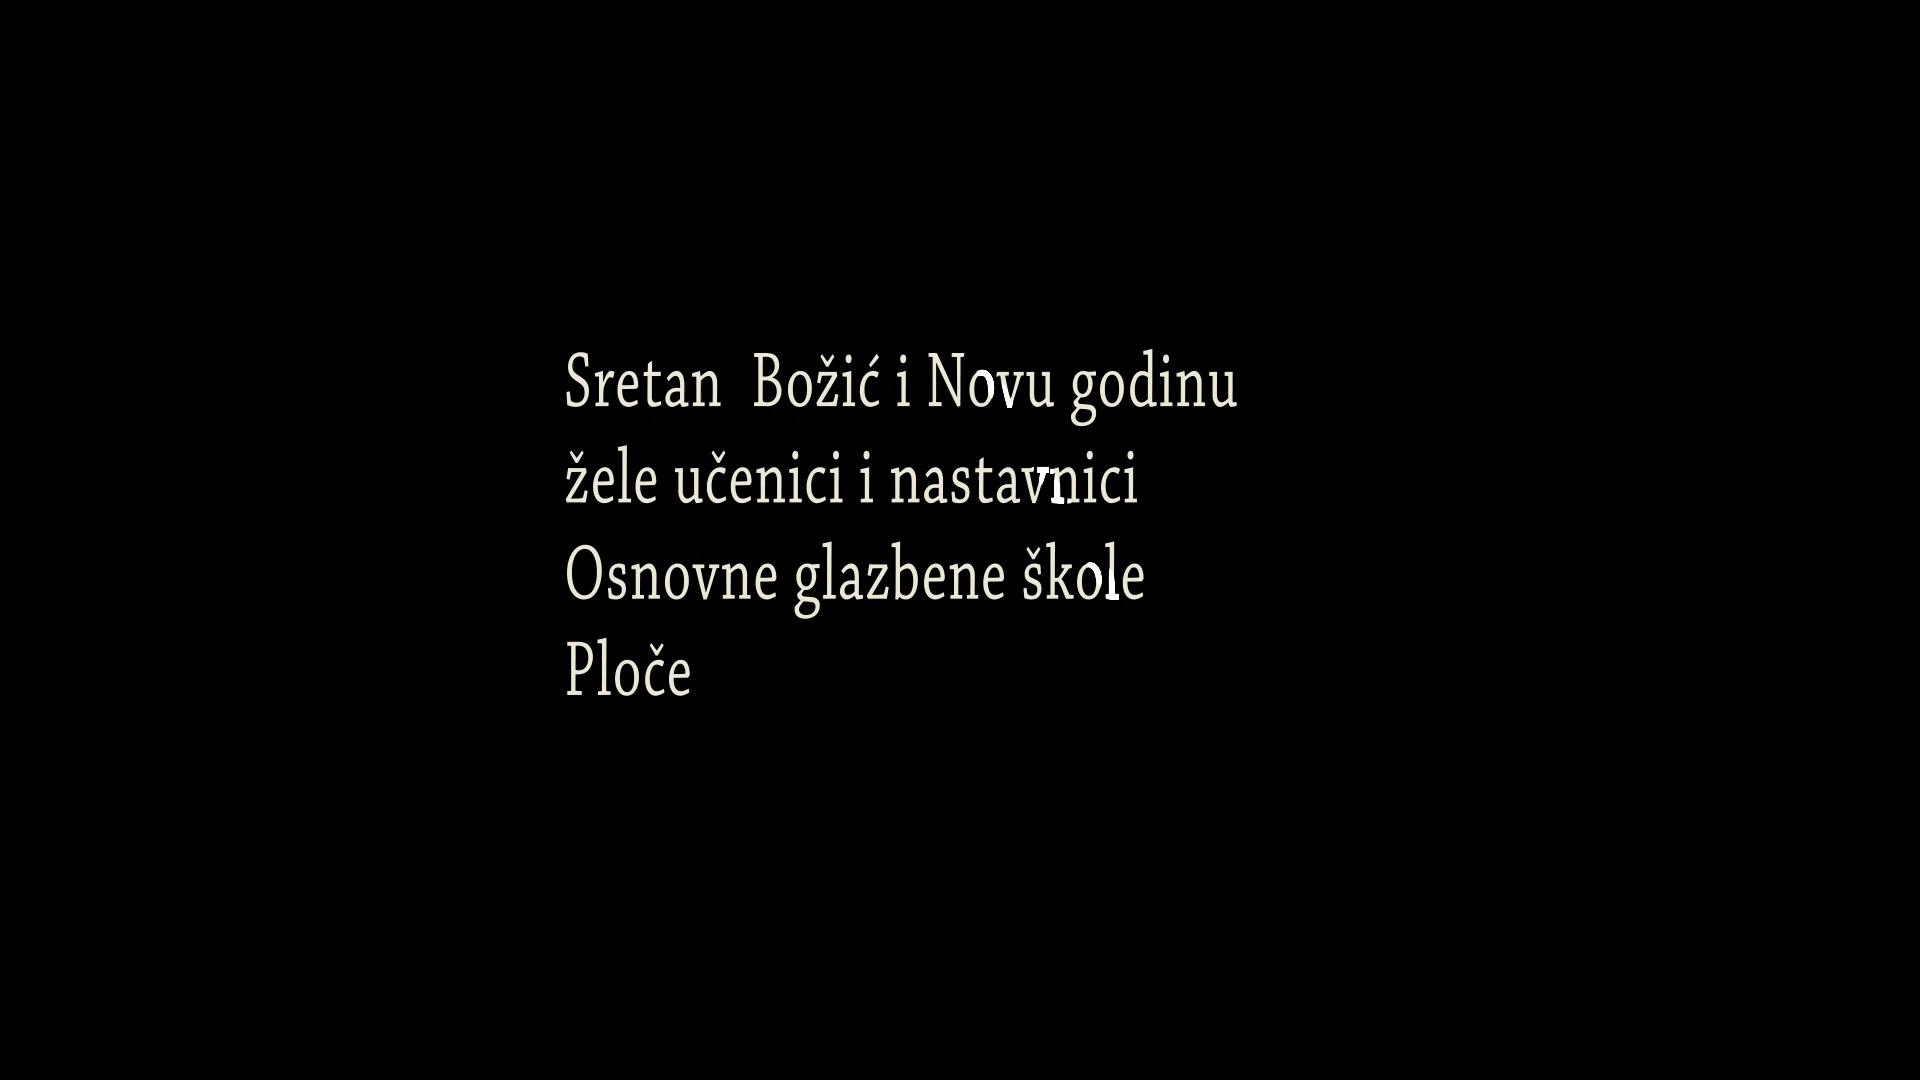 Sretan  Božić i Novu godinu
žele učenici i nastavnici
Osnovne glazbene škole
Ploče